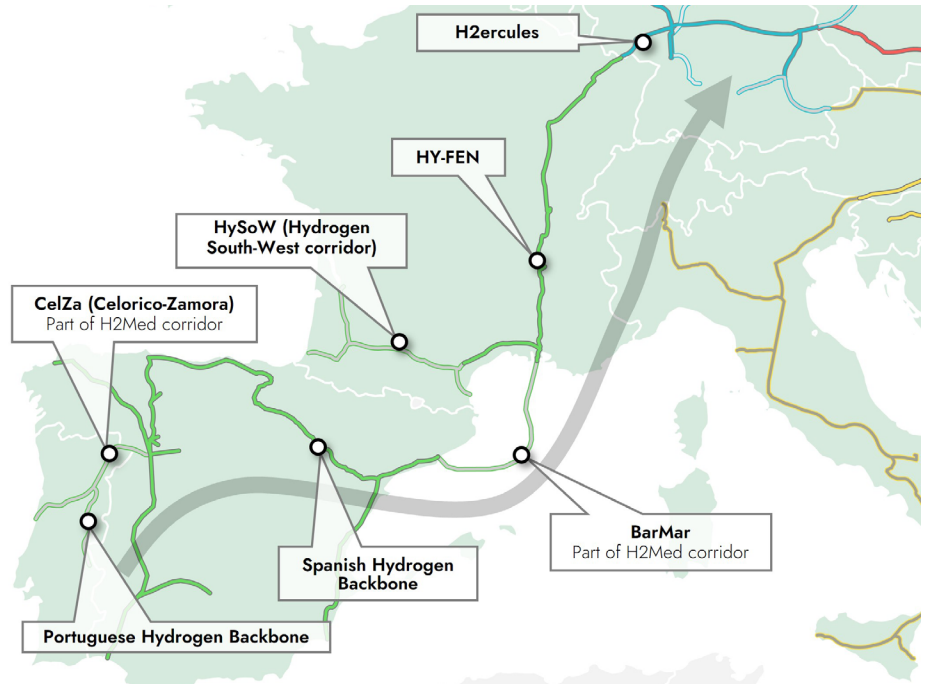 H2ercules
HY-FEN
HySoW (Hydrogen
South-West corridor)
CelZa (Celorico-Zamora)
Part of H2Med corridor
BarMar
Part of H2Med corridor
Spanish Hydrogen
Backbone
Portuguese Hydrogen Backbone